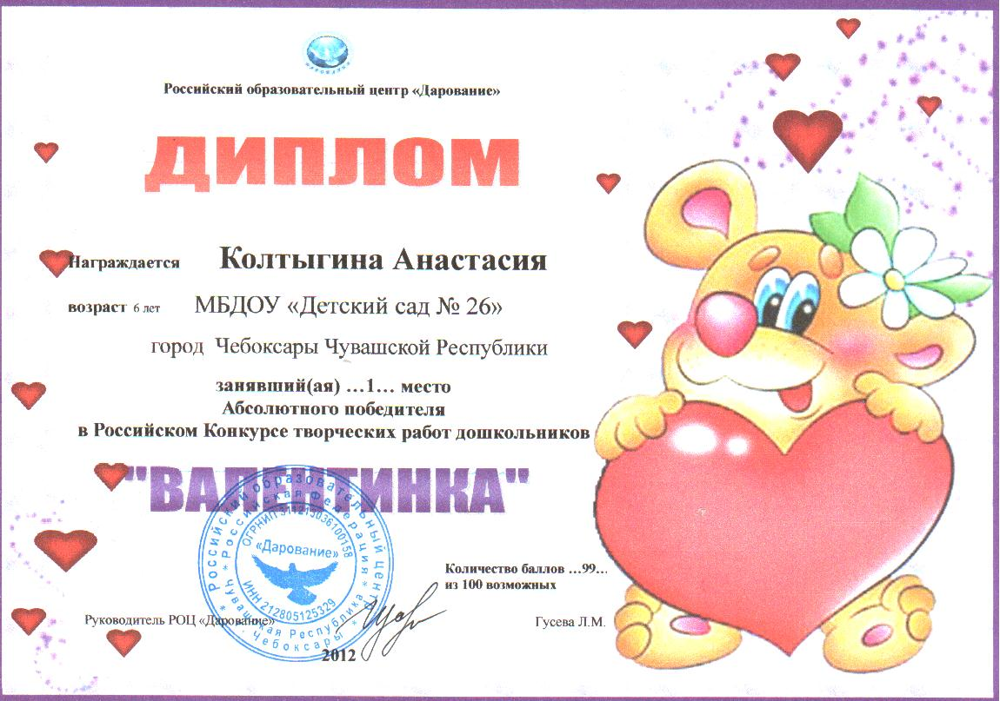 Российский образовательный центр «Дарование»
ДИПЛОМ
Награждается Колтыгина Анастасия
возраст 6 лет МБДОУ «Детский сад № 26»
город Чебоксары Чувашской Республики
занявший(ая) …1… место
Абсолютного победителя
в Российском Конкурсе творческих работ дошкольников
"ВАЛЕНТИНКА"
Российский образовательный центр
* Российская Федерация *
ОГРНИП 311213036100158
«Дарование»
ИНН 212805125329
Чувашская Республика
г. Чебоксары
Количество баллов …99…
из 100 возможных
Руководитель РОЦ «Дарование»
Гусева Л.М.
2012